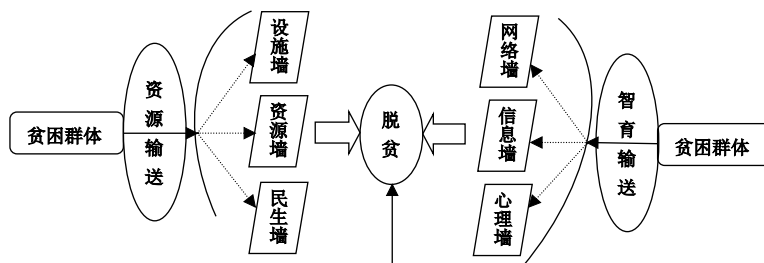 贫困群体
资源输送
设施墙
资源墙
民生墙
脱贫
网络墙
信息墙
心理墙
智育输送
贫困群体